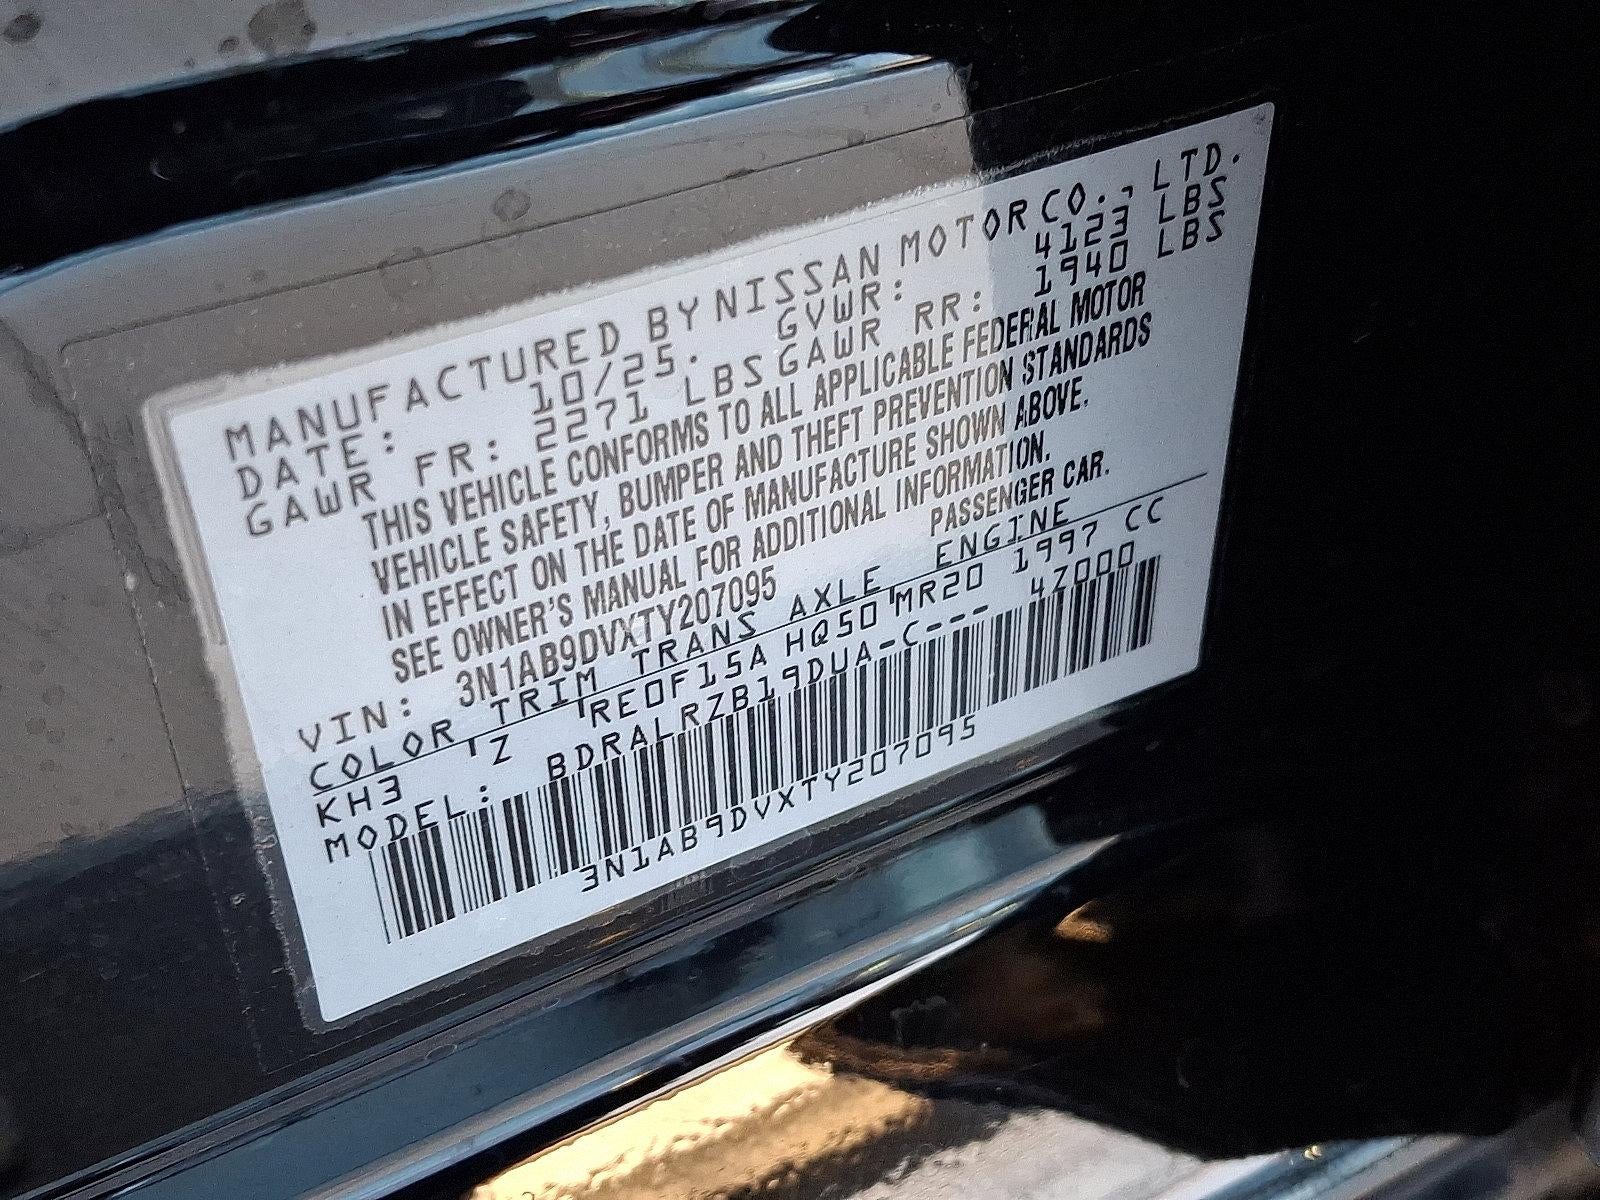 MANUFACTURED BY NISSAN MOTOR CO., LTD.
DATE: 10/25. GVWR: 4123 LBS
GAWR FR: 2271 LBS GAWR RR: 1940 LBS
THIS VEHICLE CONFORMS TO ALL APPLICABLE FEDERAL MOTOR
VEHICLE SAFETY, BUMPER AND THEFT PREVENTION STANDARDS
IN EFFECT ON THE DATE OF MANUFACTURE SHOWN ABOVE.
SEE OWNER'S MANUAL FOR ADDITIONAL INFORMATION.
VIN: 3N1AB9DVXTY207095 PASSENGER CAR.
COLOR TRIM TRANS AXLE ENGINE
KH3 'Z 'RE0F15A HQ50 'MR20 1997 CC
MODEL: BDRALRZB19DUA-C--- 4Z000
3N1AB9DVXTY207095